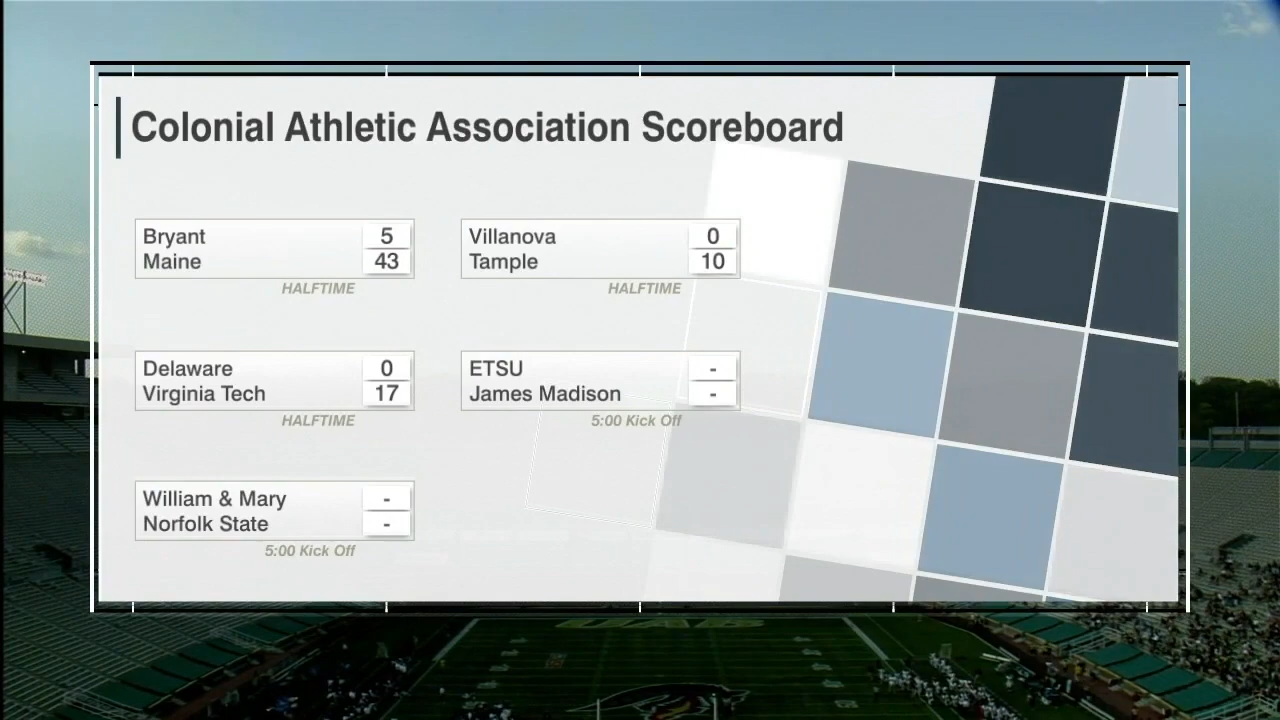 Colonial Athletic Association Scoreboard
Bryant 5
Maine 43
HALFTIME
Villanova 0
Tample 10
HALFTIME
Delaware 0
Virginia Tech 17
HALFTIME
ETSU -
James Madison -
5:00 Kick Off
William & Mary -
Norfolk State -
5:00 Kick Off
UAB